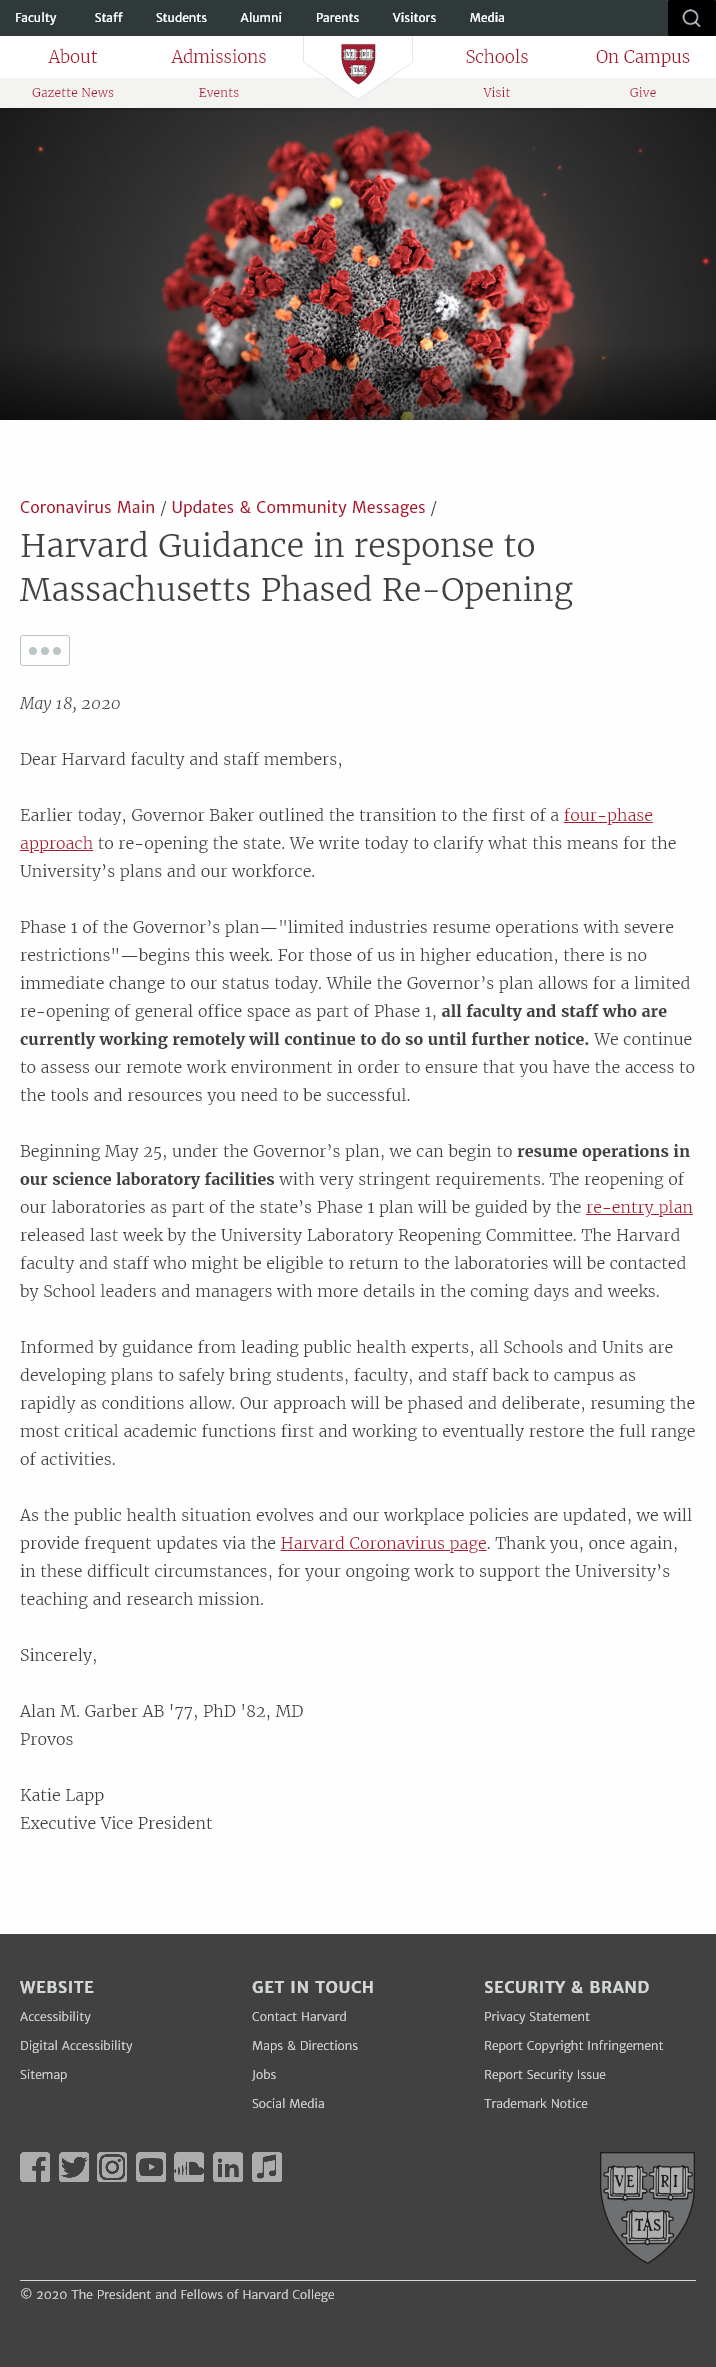 Faculty Staff Students Alumni Parents Visitors Media
About Admissions Schools On Campus
VE RI
TAS
Gazette News Events Visit Give
Coronavirus Main / Updates & Community Messages /
Harvard Guidance in response to
Massachusetts Phased Re-Opening
May 18, 2020
Dear Harvard faculty and staff members,
Earlier today, Governor Baker outlined the transition to the first of a four-phase
approach to re-opening the state. We write today to clarify what this means for the
University’s plans and our workforce.
Phase 1 of the Governor’s plan—"limited industries resume operations with severe
restrictions"—begins this week. For those of us in higher education, there is no
immediate change to our status today. While the Governor’s plan allows for a limited
re-opening of general office space as part of Phase 1, all faculty and staff who are
currently working remotely will continue to do so until further notice. We continue
to assess our remote work environment in order to ensure that you have the access to
the tools and resources you need to be successful.
Beginning May 25, under the Governor’s plan, we can begin to resume operations in
our science laboratory facilities with very stringent requirements. The reopening of
our laboratories as part of the state’s Phase 1 plan will be guided by the re-entry plan
released last week by the University Laboratory Reopening Committee. The Harvard
faculty and staff who might be eligible to return to the laboratories will be contacted
by School leaders and managers with more details in the coming days and weeks.
Informed by guidance from leading public health experts, all Schools and Units are
developing plans to safely bring students, faculty, and staff back to campus as
rapidly as conditions allow. Our approach will be phased and deliberate, resuming the
most critical academic functions first and working to eventually restore the full range
of activities.
As the public health situation evolves and our workplace policies are updated, we will
provide frequent updates via the Harvard Coronavirus page. Thank you, once again,
in these difficult circumstances, for your ongoing work to support the University’s
teaching and research mission.
Sincerely,
Alan M. Garber AB '77, PhD '82, MD
Provos
Katie Lapp
Executive Vice President
WEBSITE GET IN TOUCH SECURITY & BRAND
Accessibility Contact Harvard Privacy Statement
Digital Accessibility Maps & Directions Report Copyright Infringement
Sitemap Jobs Report Security Issue
Social Media Trademark Notice
VE RI
TAS
© 2020 The President and Fellows of Harvard College